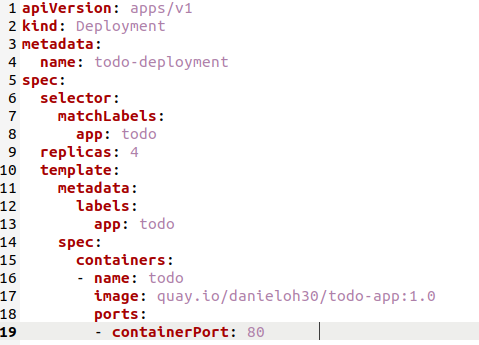 1 apiVersion: apps/v1
2 kind: Deployment
3 metadata:
4   name: todo-deployment
5 spec:
6   selector:
7     matchLabels:
8       app: todo
9   replicas: 4
10   template:
11     metadata:
12       labels:
13         app: todo
14     spec:
15       containers:
16       - name: todo
17         image: quay.io/danieloh30/todo-app:1.0
18         ports:
19         - containerPort: 80